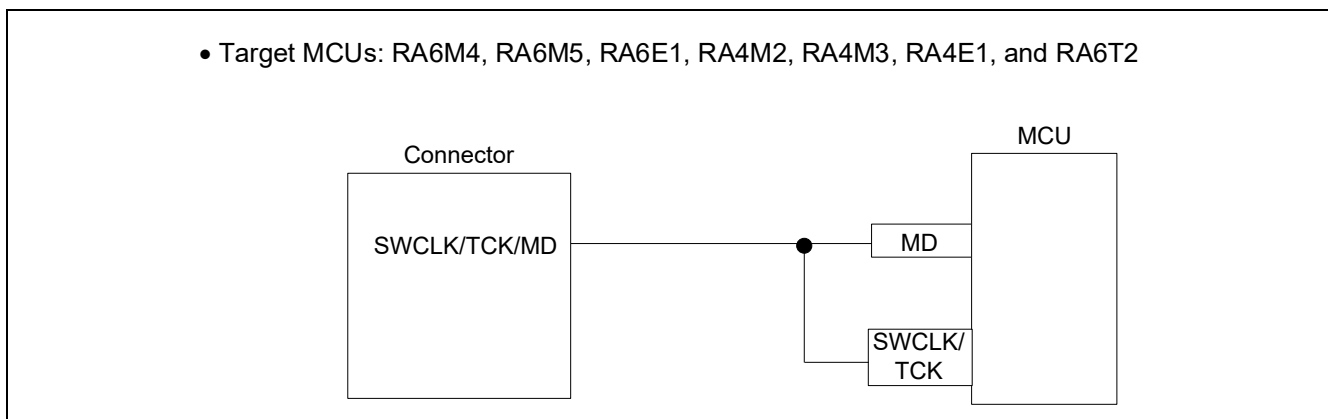 • Target MCUs: RA6M4, RA6M5, RA6E1, RA4M2, RA4M3, RA4E1, and RA6T2
MCU
Connector
SWCLK/TCK/MD
MD
SWCLK/
TCK